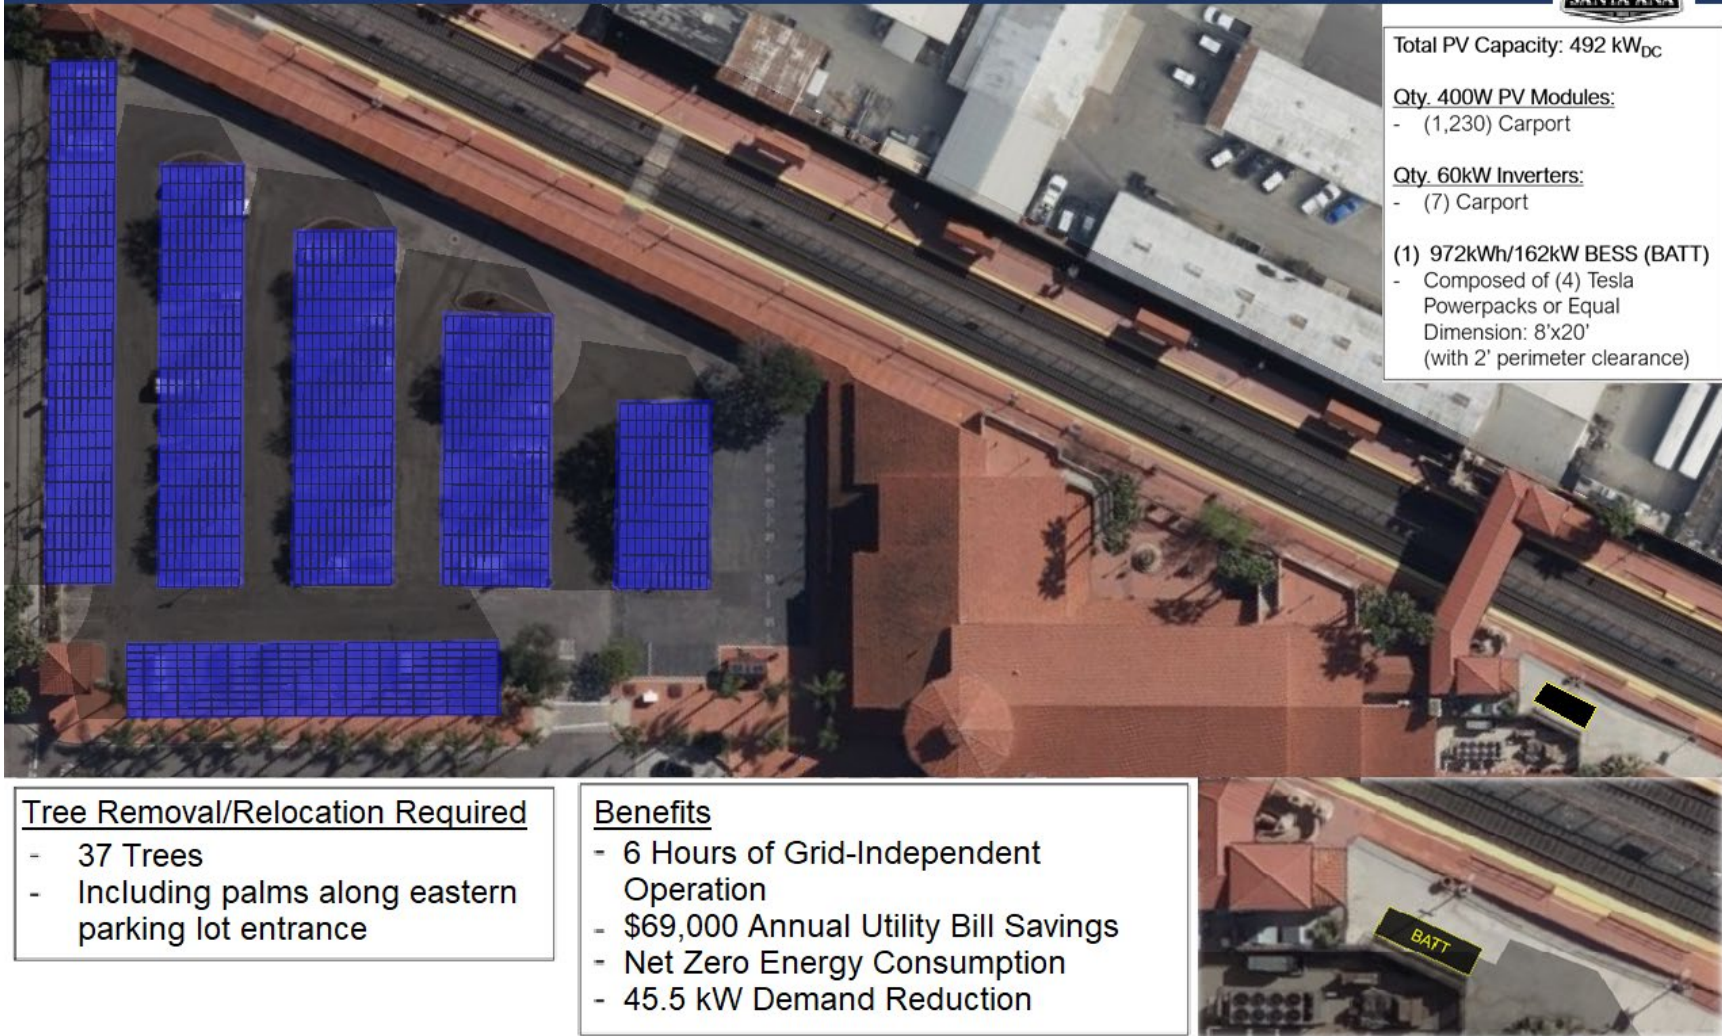 SANTA ANA
Total PV Capacity: 492 kWDC
Qty. 400W PV Modules:
- (1,230) Carport
Qty. 60kW Inverters:
- (7) Carport
(1) 972kWh/162kW BESS (BATT)
- Composed of (4) Tesla
Powerpacks or Equal
Dimension: 8'x20'
(with 2' perimeter clearance)
Tree Removal/Relocation Required
- 37 Trees
- Including palms along eastern
parking lot entrance
Benefits
- 6 Hours of Grid-Independent
Operation
- $69,000 Annual Utility Bill Savings
- Net Zero Energy Consumption
- 45.5 kW Demand Reduction
BATT